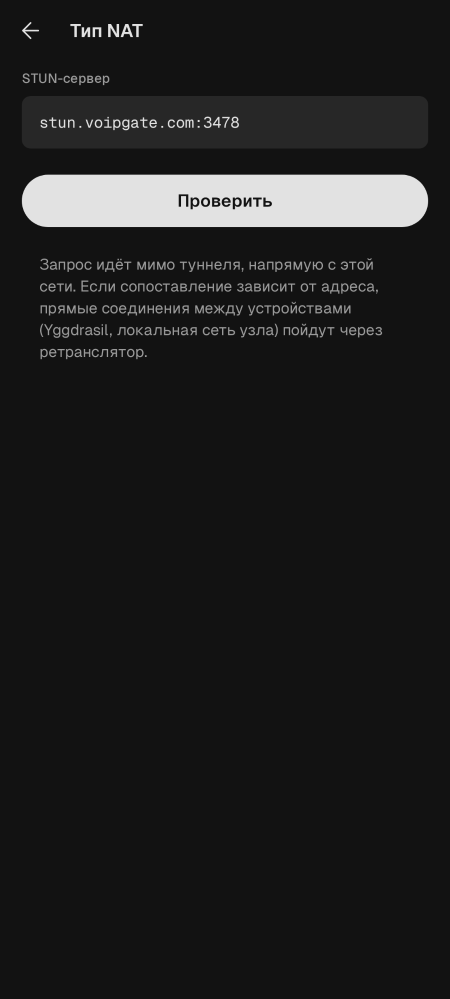 Тип NAT
STUN-сервер
stun.voipgate.com:3478
Проверить
Запрос идёт мимо туннеля, напрямую с этой
сети. Если сопоставление зависит от адреса,
прямые соединения между устройствами
(Yggdrasil, локальная сеть узла) пойдут через
ретранслятор.